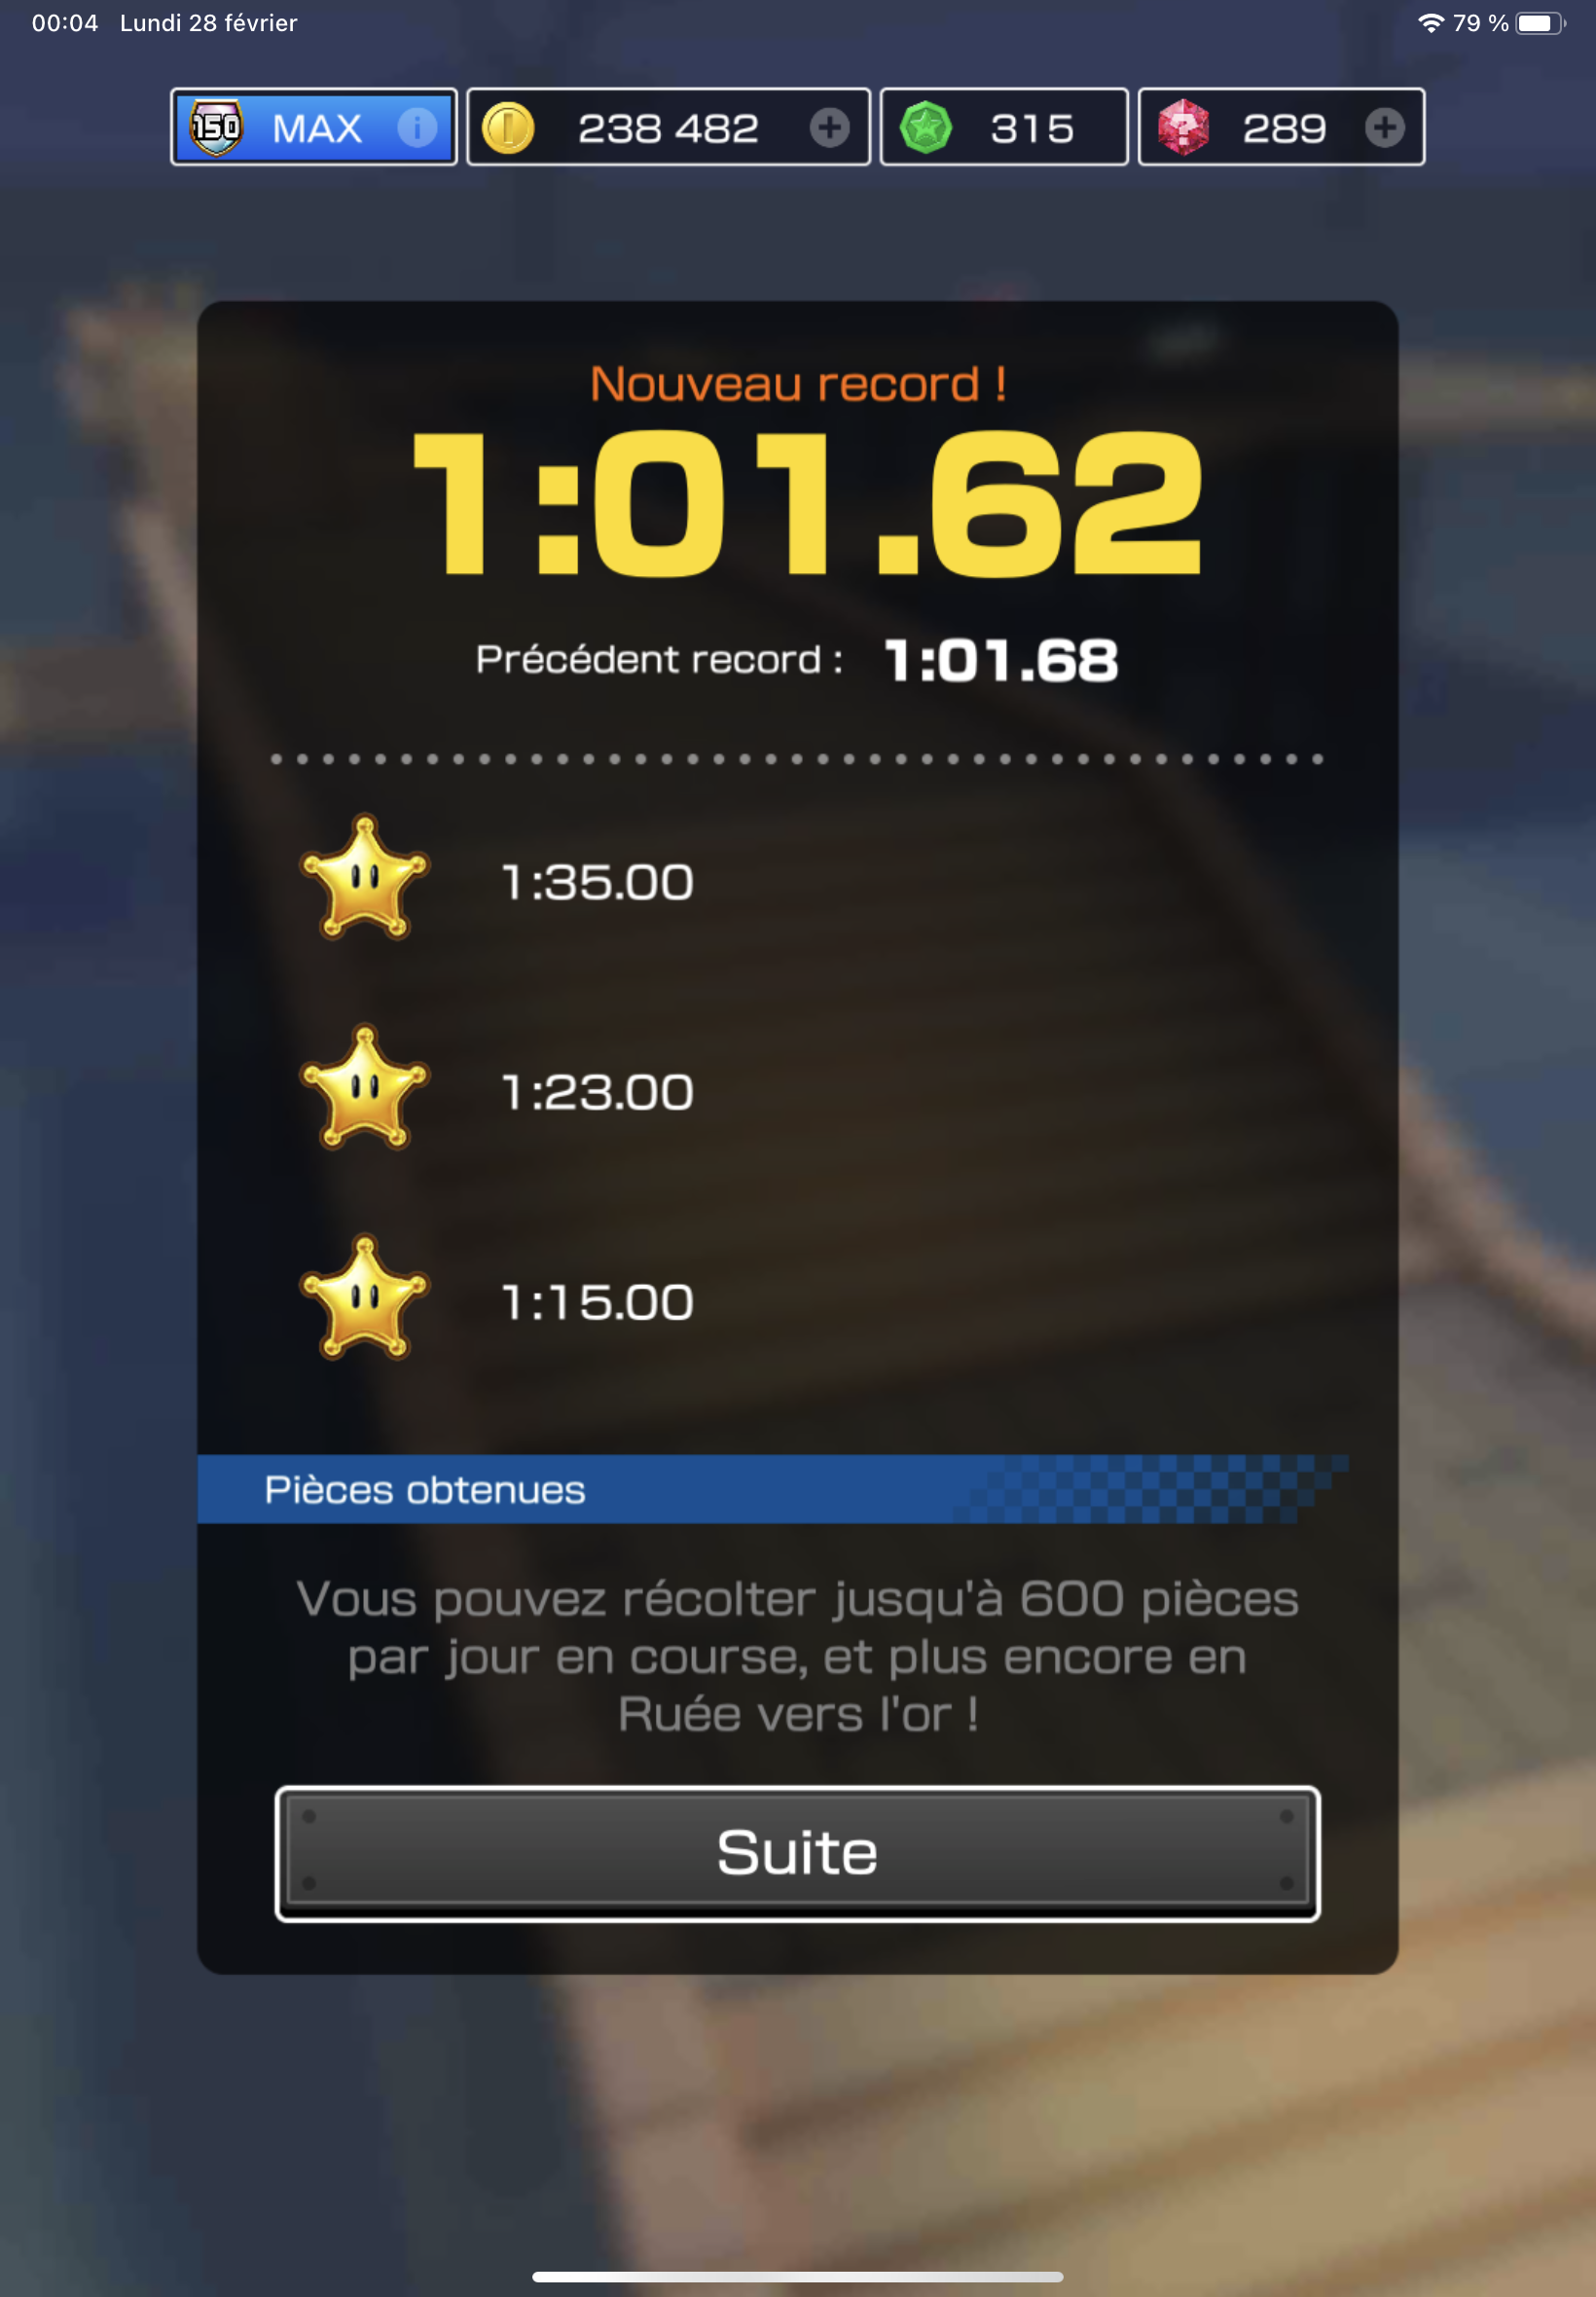 00:04 Lundi 28 février 79 %
150 MAX i 238 482 + 315 ? 289 +
Nouveau record !
1:01.62
Précédent record : 1:01.68
1:35.00
1:23.00
1:15.00
Pièces obtenues
Vous pouvez récolter jusqu'à 600 pièces
par jour en course, et plus encore en
Ruée vers l'or !
Suite